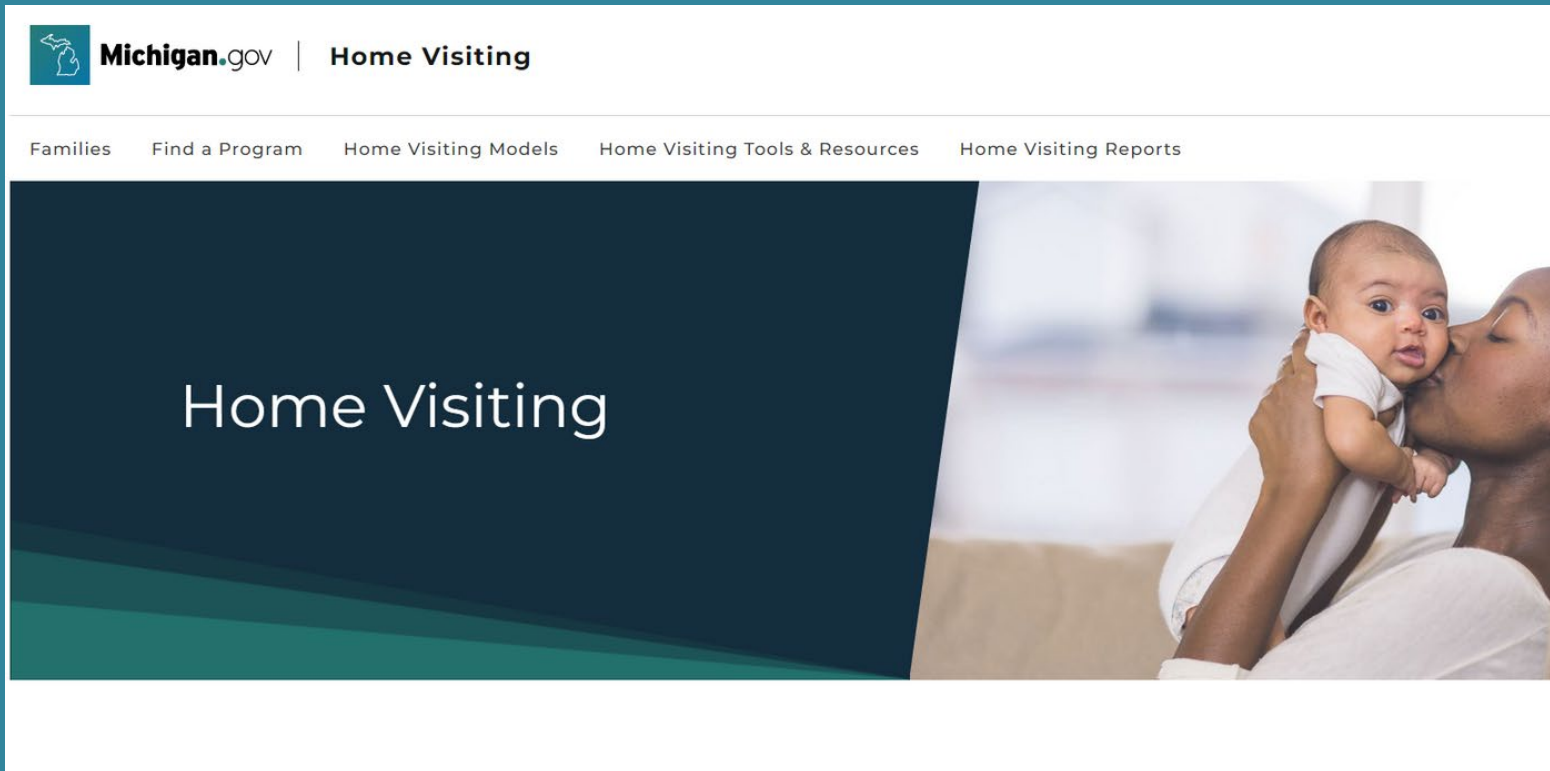 Michigan.gov | Home Visiting
Families Find a Program Home Visiting Models Home Visiting Tools & Resources Home Visiting Reports
Home Visiting